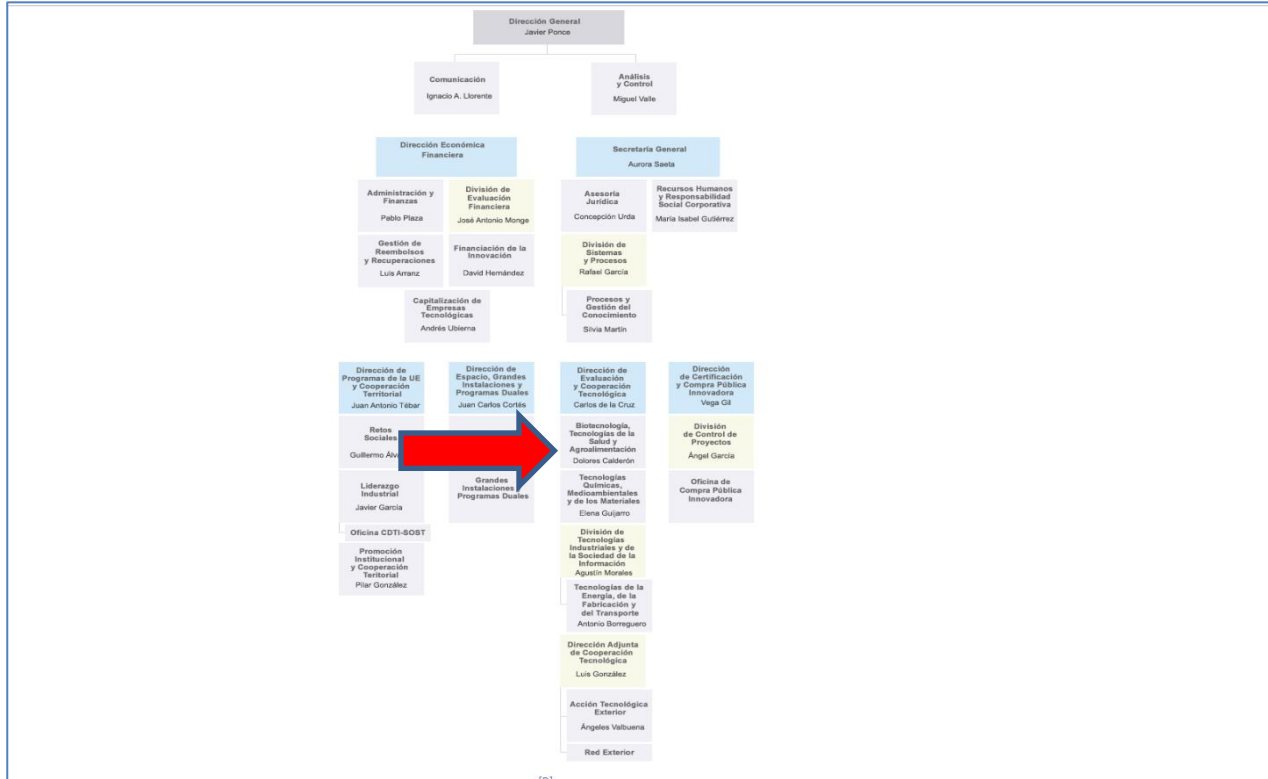 Dirección General
Javier Ponce
Comunicación
Ignacio A. Llorente
Análisis
y Control
Miguel Valle
Dirección Económica
Financiera
Secretaría General
Aurora Saeta
Administración y
Finanzas
Pablo Plaza
División de
Evaluación
Financiera
José Antonio Monge
Asesoría
Jurídica
Concepción Urda
Recursos Humanos
y Responsabilidad
Social Corporativa
María Isabel Gutiérrez
Gestión de
Reembolsos
y Recuperaciones
Luis Arranz
Financiación de la
Innovación
David Hernández
División de
Sistemas
y Procesos
Rafael García
Capitalización de
Empresas
Tecnológicas
Andrés Ubierna
Procesos y
Gestión del
Conocimiento
Silvia Martín
Dirección de
Programas de la UE
y Cooperación
Territorial
Juan Antonio Tébar
Dirección de
Espacio, Grandes
Instalaciones y
Programas Duales
Juan Carlos Cortés
Dirección de
Evaluación
y Cooperación
Tecnológica
Carlos de la Cruz
Dirección
de Certificación
y Compra Pública
Innovadora
Vega Gil
Retos
Sociales
Guillermo
Biotecnología,
Tecnologías de la
Salud y
Agroalimentación
Dolores Calderón
División
de Control de
Proyectos
Ángel García
Liderazgo
Industrial
Javier García
Grandes
Instalaciones
Programas Duales
Tecnologías
Químicas,
Medioambientales
y de los Materiales
Elena Guijarro
Oficina de
Compra Pública
Innovadora
Oficina CDTI-SOST
Promoción
Institucional
y Cooperación
Teritorial
Pilar González
División de
Tecnologías
Industriales y de
la Sociedad de la
Información
Agustín Morales
Tecnologías de la
Energía, de la
Fabricación y
del Transporte
Antonio Borreguero
Dirección Adjunta
de Cooperación
Tecnológica
Luis González
Acción Tecnológica
Exterior
Ángeles Valbuena
Red Exterior